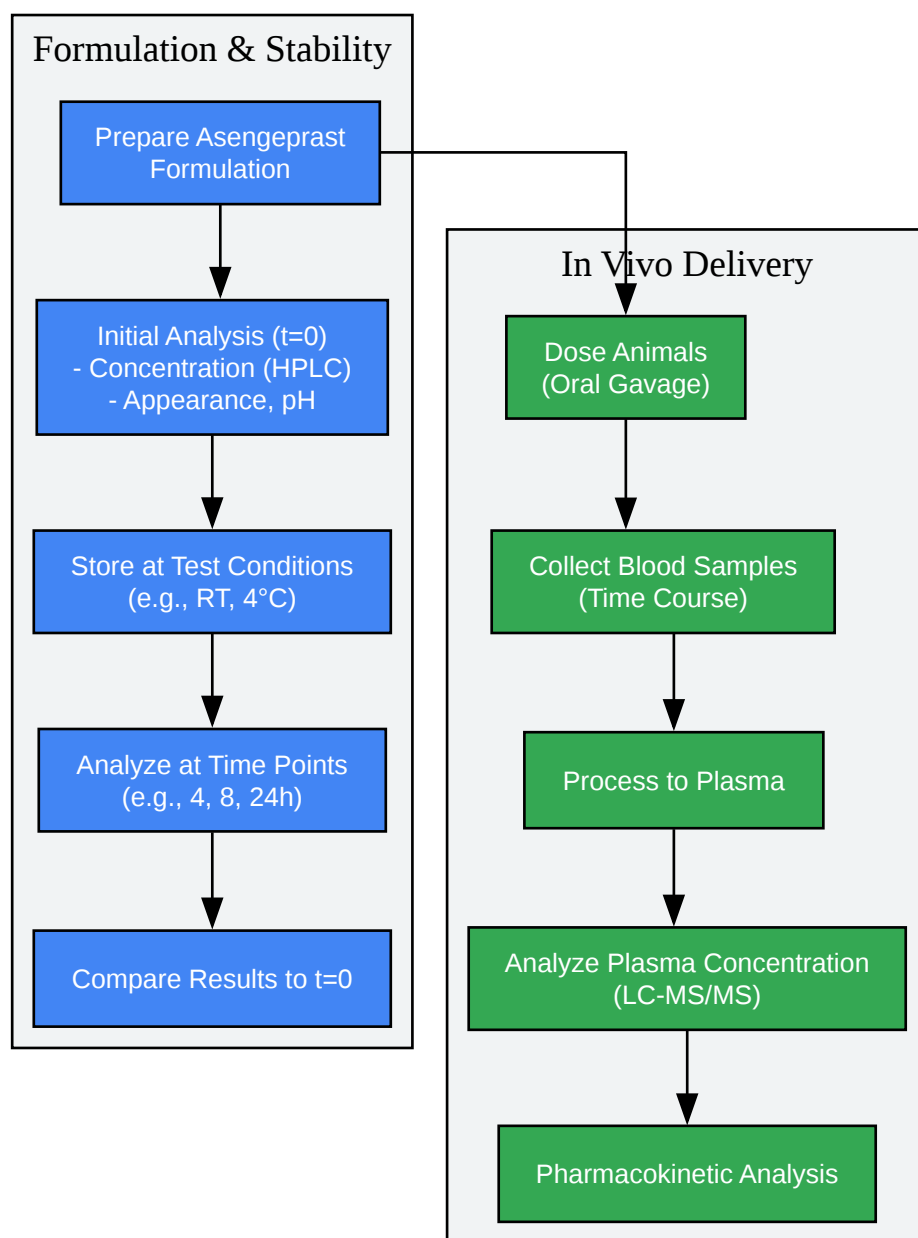 Formulation & Stability
Prepare Asengeprast
Formulation
Initial Analysis (t=0)
- Concentration (HPLC)
- Appearance, pH
Store at Test Conditions
(e.g., RT, 4°C)
Analyze at Time Points
(e.g., 4, 8, 24h)
Compare Results to t=0
In Vivo Delivery
Dose Animals
(Oral Gavage)
Collect Blood Samples
(Time Course)
Process to Plasma
Analyze Plasma Concentration
(LC-MS/MS)
Pharmacokinetic Analysis